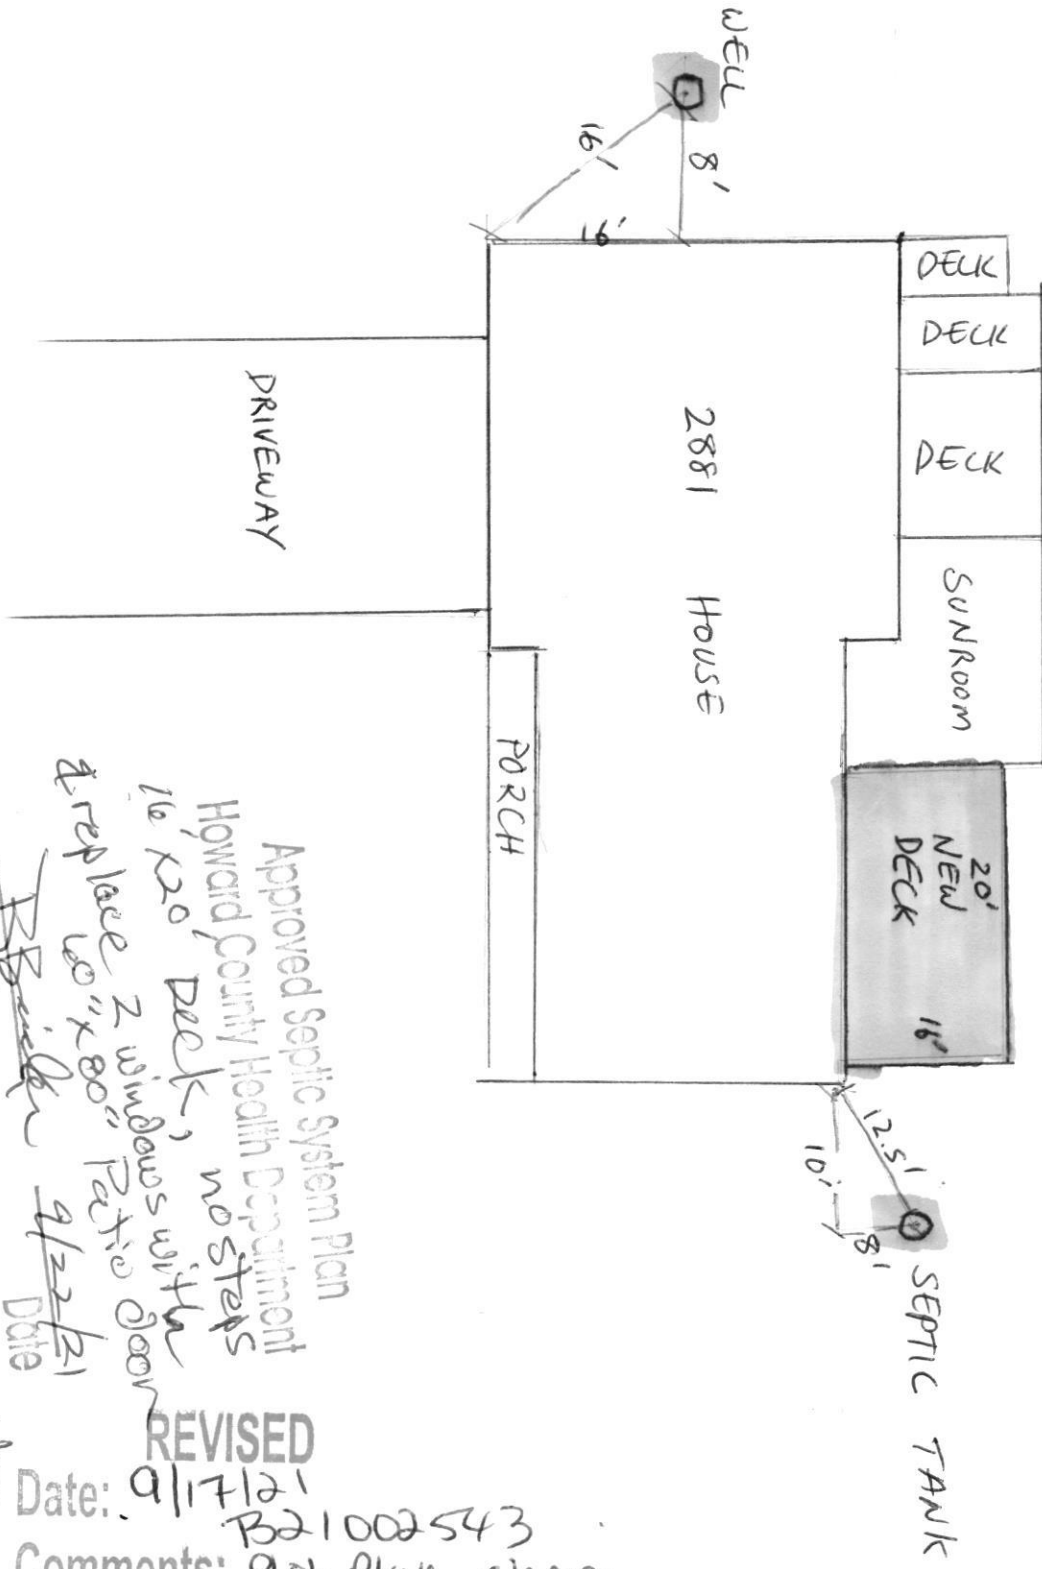 WELL
8'
16'
16'
DECK
DECK
DECK
SUNROOM
2881 HOUSE
DRIVEWAY
PORCH
20'
NEW
DECK
16'
12.5'
10'
8'
SEPTIC TANK
Approved Septic System Plan
Howard County Health Department
16'x20' Deck, no steps
& replace 2 windows with
60"x80" Patio door
9/22/21
Date
REVISED
Date: 9/17/21
B21002543
Comments: